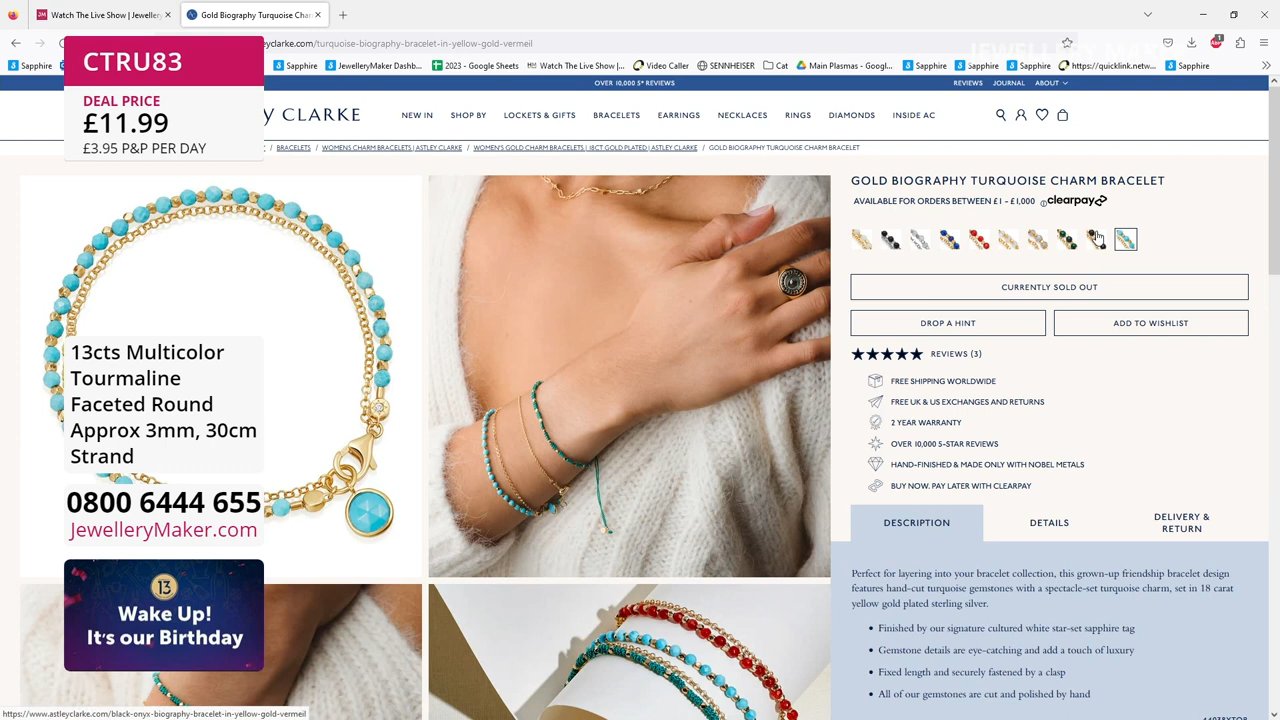 Watch The Live Show | Jewellery
Gold Biography Turquoise Cha
eyclarke.com/turquoise-biography-bracelet-in-yellow-gold-vermeil
Sapphire
Sapphire
JewelleryMaker Dashb...
2023 - Google Sheets
Watch The Live Show |...
Video Caller
SENNHEISER
Cat
Main Plasmas - Googl...
Sapphire
Sapphire
Sapphire
https://quicklink.netw...
Sapphire
CTRU83
DEAL PRICE
£11.99
£3.95 P&P PER DAY
OVER 10,000 5* REVIEWS
REVIEWS
JOURNAL
ABOUT
Y CLARKE
NEW IN
SHOP BY
LOCKETS & GIFTS
BRACELETS
EARRINGS
NECKLACES
RINGS
DIAMONDS
INSIDE AC
/ BRACELETS / WOMENS CHARM BRACELETS | ASTLEY CLARKE / WOMEN'S GOLD CHARM BRACELETS | 18CT GOLD PLATED | ASTLEY CLARKE / GOLD BIOGRAPHY TURQUOISE CHARM BRACELET
GOLD BIOGRAPHY TURQUOISE CHARM BRACELET
AVAILABLE FOR ORDERS BETWEEN £1 - £1,000 clearpay
CURRENTLY SOLD OUT
DROP A HINT
ADD TO WISHLIST
REVIEWS (3)
FREE SHIPPING WORLDWIDE
FREE UK & US EXCHANGES AND RETURNS
2 YEAR WARRANTY
OVER 10,000 5-STAR REVIEWS
HAND-FINISHED & MADE ONLY WITH NOBEL METALS
BUY NOW. PAY LATER WITH CLEARPAY
DESCRIPTION
DETAILS
DELIVERY &
RETURN
Perfect for layering into your bracelet collection, this grown-up friendship bracelet design
features hand-cut turquoise gemstones with a spectacle-set turquoise charm, set in 18 carat
yellow gold plated sterling silver.
• Finished by our signature cultured white star-set sapphire tag
• Gemstone details are eye-catching and add a touch of luxury
• Fixed length and securely fastened by a clasp
• All of our gemstones are cut and polished by hand
13cts Multicolor
Tourmaline
Faceted Round
Approx 3mm, 30cm
Strand
0800 6444 655
JewelleryMaker.com
13
Wake Up!
It's our Birthday
https://www.astleyclarke.com/black-onyx-biography-bracelet-in-yellow-gold-vermeil